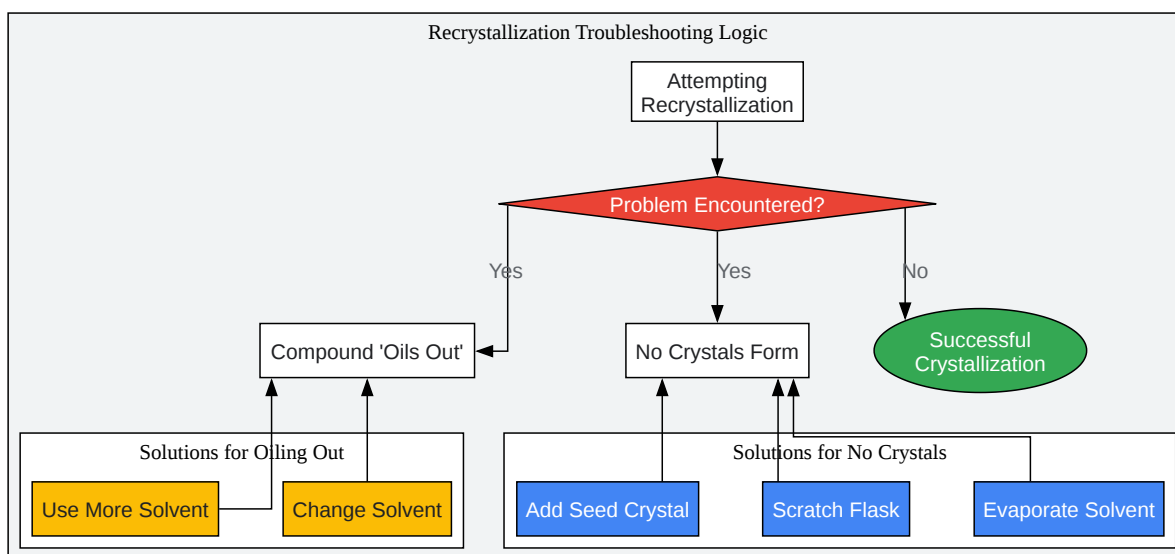 Recrystallization Troubleshooting Logic
Attempting
Recrystallization
Problem Encountered?
Yes
Yes
No
Compound 'Oils Out'
No Crystals Form
Successful
Crystallization
Solutions for Oiling Out
Solutions for No Crystals
Use More Solvent
Change Solvent
Add Seed Crystal
Scratch Flask
Evaporate Solvent